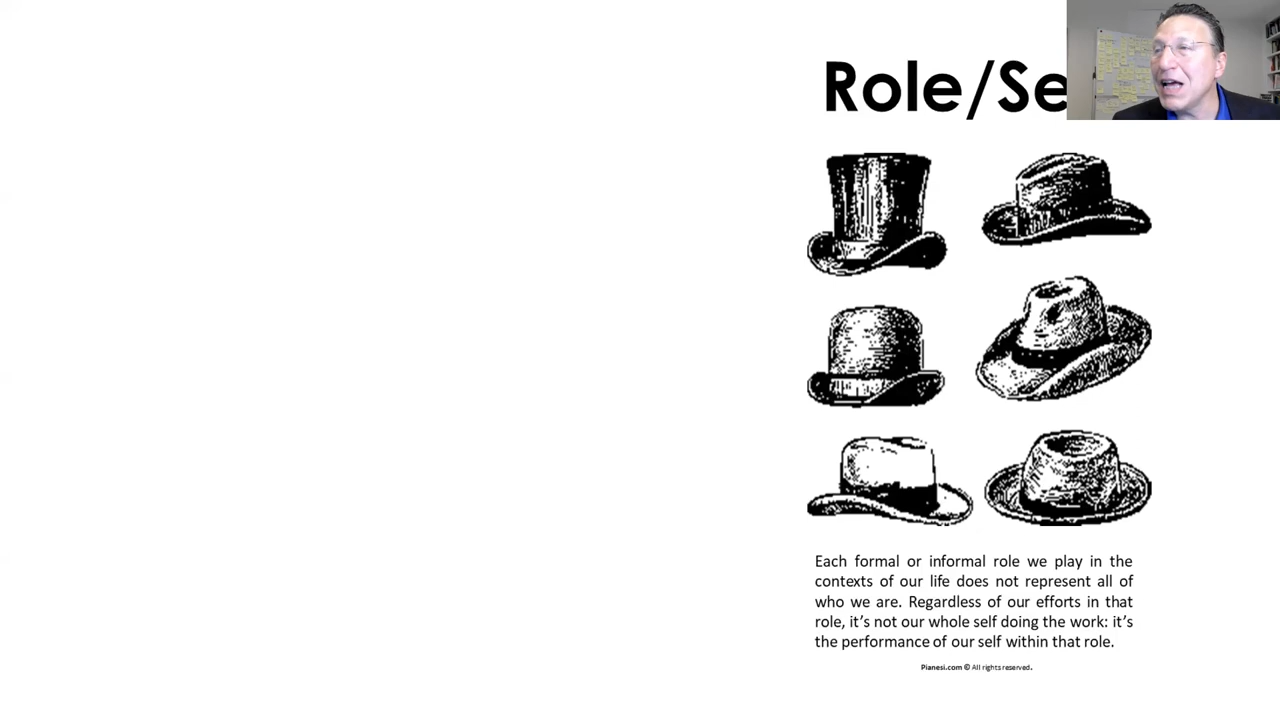 Role/Se
Each formal or informal role we play in the
contexts of our life does not represent all of
who we are. Regardless of our efforts in that
role, it’s not our whole self doing the work: it’s
the performance of our self within that role.
Pianesi.com © All rights reserved.